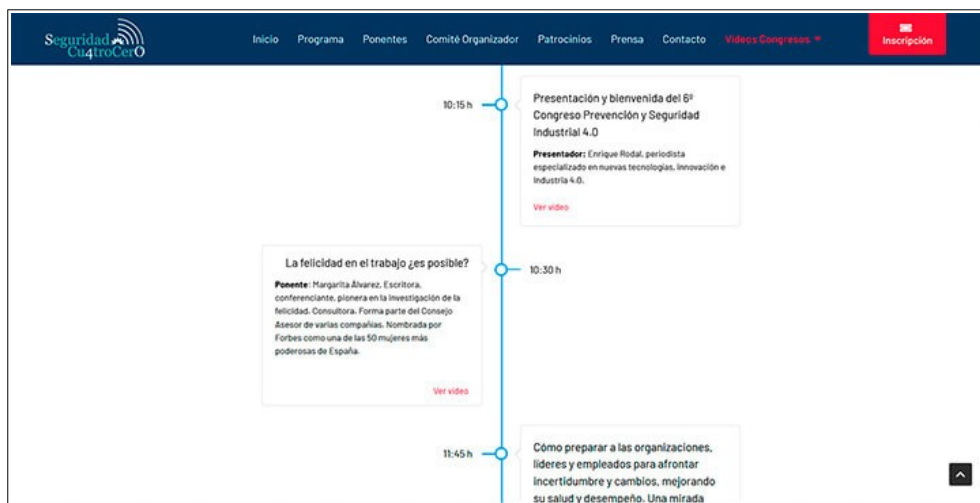 Seguridad
Cu4troCerO
Inicio Programa Ponentes Comité Organizador Patrocinios Prensa Contacto Vídeos Congresos Inscripción
10:15 h
Presentación y bienvenida del 6º
Congreso Prevención y Seguridad
Industrial 4.0
Presentador: Enrique Rodal, periodista
especializado en nuevas tecnologías, innovación e
Industria 4.0.
Ver vídeo
La felicidad en el trabajo ¿es posible?
10:30 h
Ponente: Margarita Álvarez, Escritora,
conferenciante, pionera en la investigación de la
felicidad. Consultora. Forma parte del Consejo
Asesor de varias compañías. Nombrada por
Forbes como una de las 50 mujeres más
poderosas de España.
Ver vídeo
11:45 h
Cómo preparar a las organizaciones,
líderes y empleados para afrontar
incertidumbre y cambios, mejorando
su salud y desempeño. Una mirada